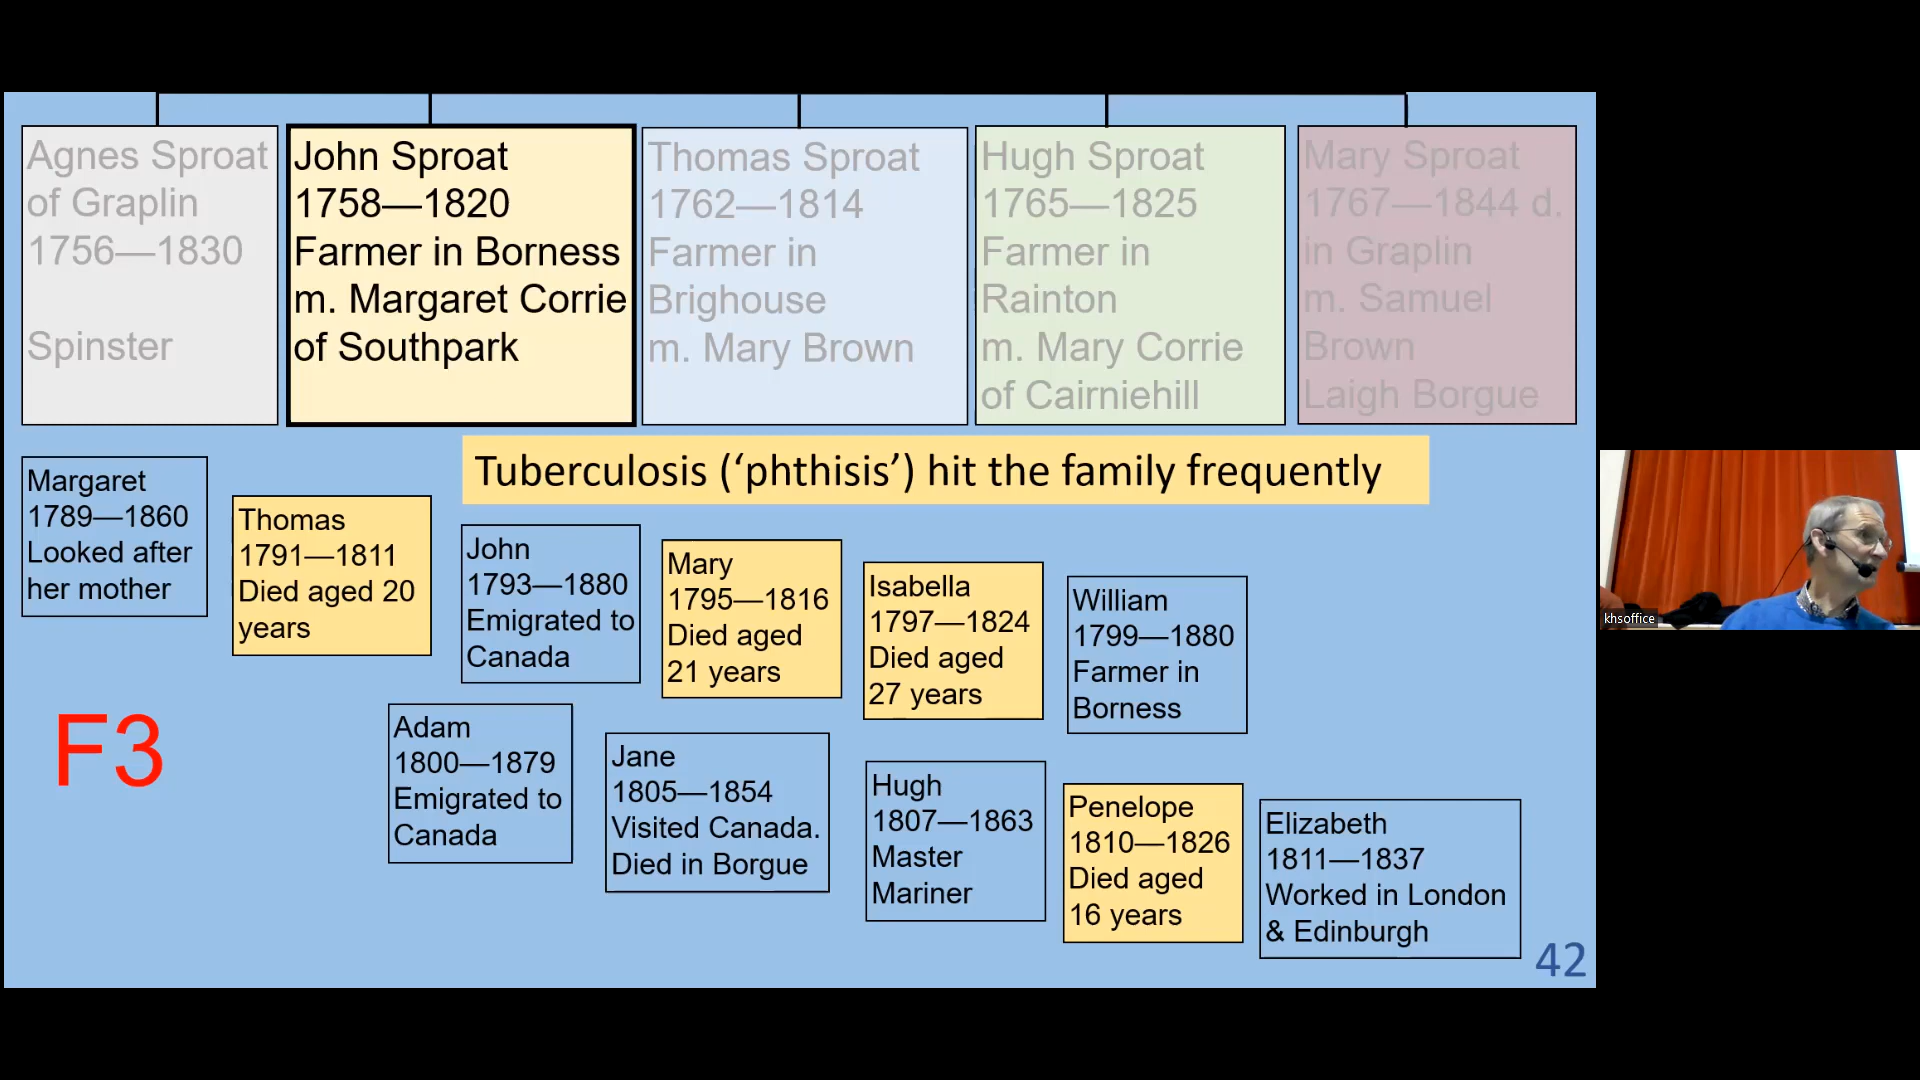 Agnes Sproat
of Graplin
1756—1830
Spinster
John Sproat
1758—1820
Farmer in Borness
m. Margaret Corrie
of Southpark
Thomas Sproat
1762—1814
Farmer in
Brighouse
m. Mary Brown
Hugh Sproat
1765—1825
Farmer in
Rainton
m. Mary Corrie
of Cairniehill
Mary Sproat
1767—1844 d.
in Graplin
m. Samuel
Brown
Laigh Borgue
Tuberculosis (‘phthisis’) hit the family frequently
Margaret
1789—1860
Looked after
her mother
Thomas
1791—1811
Died aged 20
years
John
1793—1880
Emigrated to
Canada
Mary
1795—1816
Died aged
21 years
Isabella
1797—1824
Died aged
27 years
William
1799—1880
Farmer in
Borness
F3
Adam
1800—1879
Emigrated to
Canada
Jane
1805—1854
Visited Canada.
Died in Borgue
Hugh
1807—1863
Master
Mariner
Penelope
1810—1826
Died aged
16 years
Elizabeth
1811—1837
Worked in London
& Edinburgh
42
khsoffice